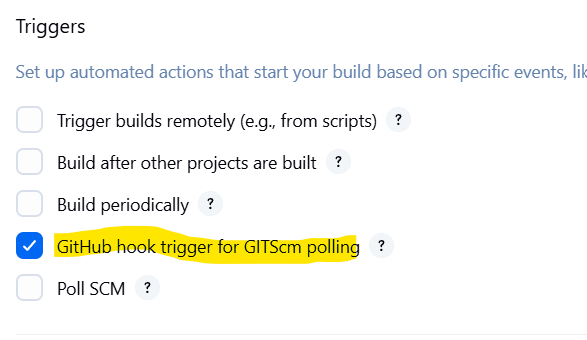 Triggers
Set up automated actions that start your build based on specific events, lik
Trigger builds remotely (e.g., from scripts) ?
Build after other projects are built ?
Build periodically ?
GitHub hook trigger for GITScm polling ?
Poll SCM ?